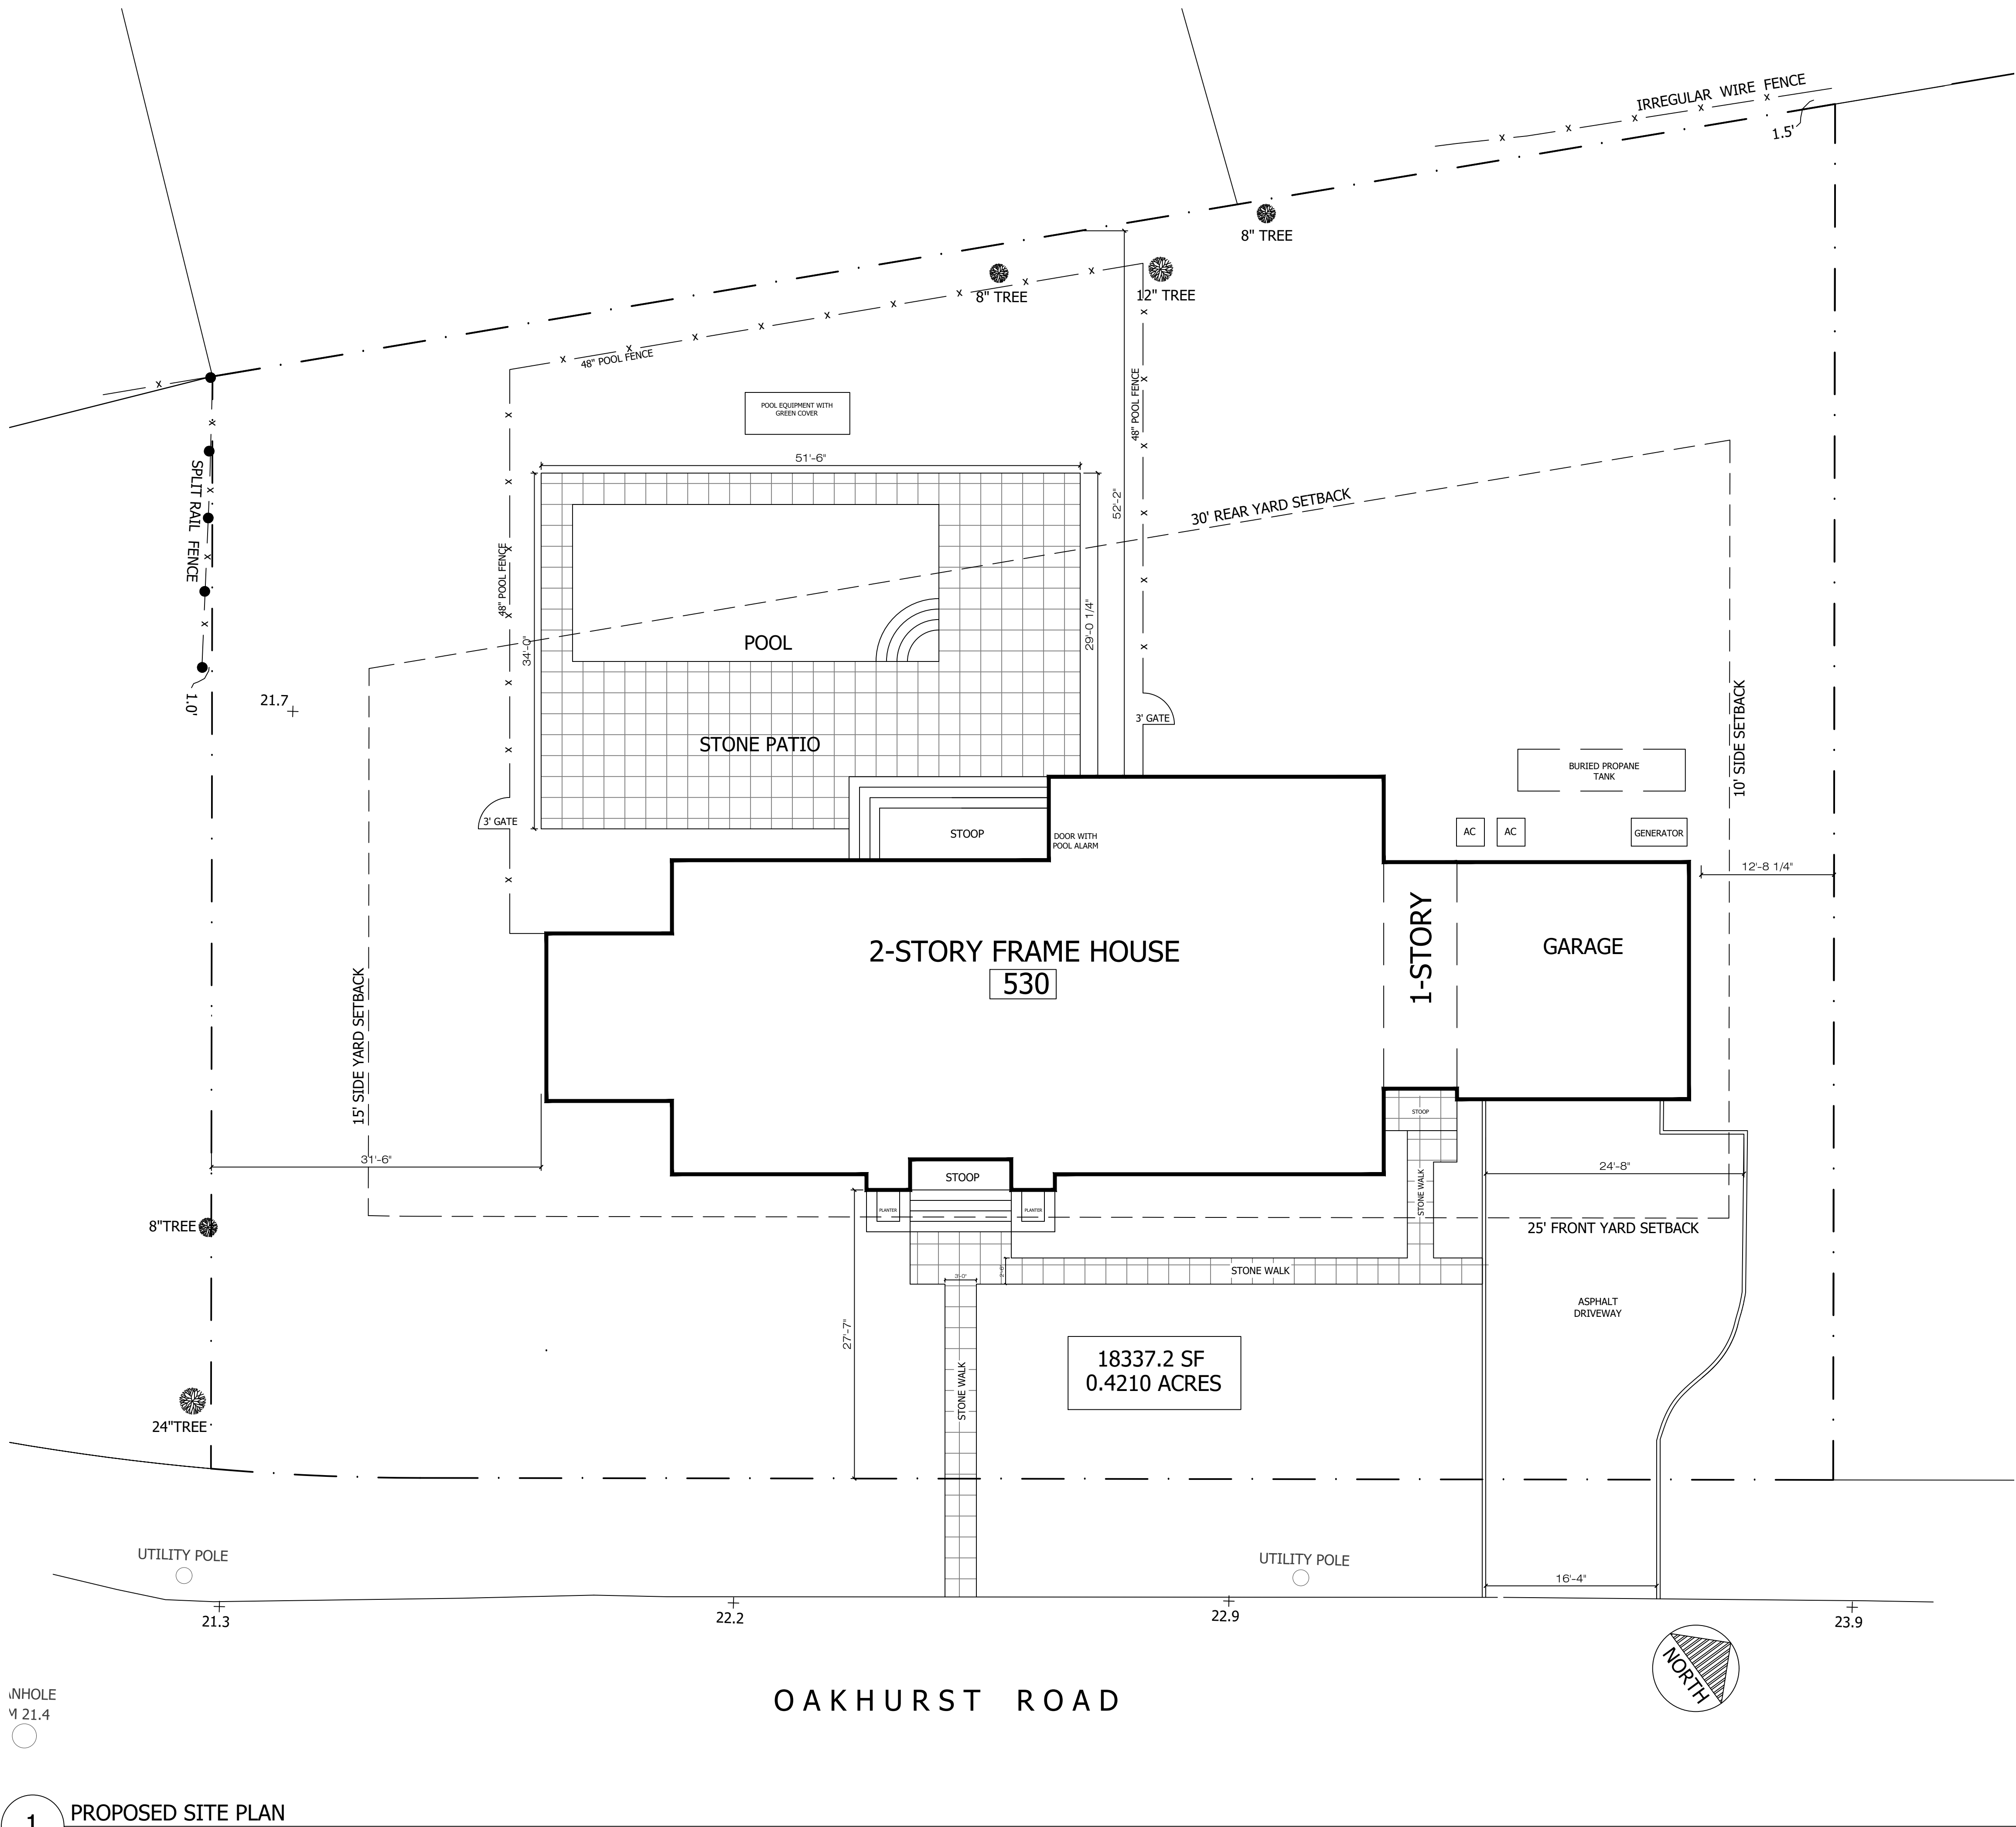 IRREGULAR WIRE FENCE
1.5'
8" TREE
8" TREE
12" TREE
48" POOL FENCE
POOL EQUIPMENT WITH
GREEN COVER
48" POOL FENCE
51'-6"
SPLIT RAIL FENCE
52'-2"
30' REAR YARD SETBACK
48" POOL FENCE
34'-0"
29'-0 1/4"
POOL
1.0'
21.7
3' GATE
10' SIDE SETBACK
STONE PATIO
BURIED PROPANE
TANK
3' GATE
STOOP
DOOR WITH
POOL ALARM
AC
AC
GENERATOR
12'-8 1/4"
2-STORY FRAME HOUSE
530
1-STORY
GARAGE
15' SIDE YARD SETBACK
STOOP
31'-6"
STOOP
24'-8"
STONE WALK
PLANTER
PLANTER
8"TREE
25' FRONT YARD SETBACK
STONE WALK
3'-0"
2'-6"
ASPHALT
DRIVEWAY
27'-7"
18337.2 SF
0.4210 ACRES
STONE WALK
24"TREE
UTILITY POLE
UTILITY POLE
16'-4"
21.3
22.2
22.9
23.9
NORTH
OAKHURST ROAD
ANHOLE
M 21.4
1
PROPOSED SITE PLAN